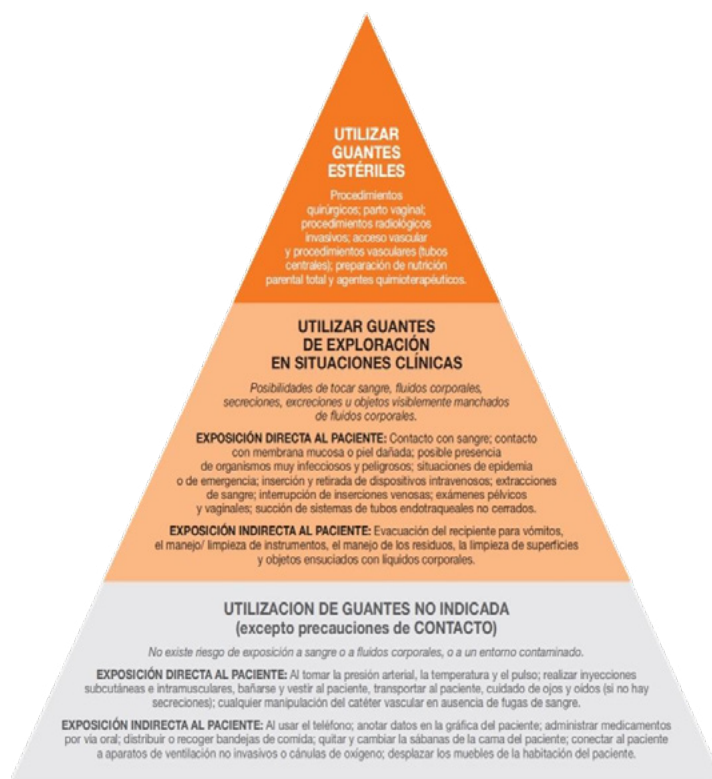 UTILIZAR
GUANTES
ESTÉRILES
Procedimientos
quirúrgicos; parto vaginal;
procedimientos radiológicos
invasivos; acceso vascular
y procedimientos vasculares (tubos
centrales); preparación de nutrición
parental total y agentes quimioterapéuticos.
UTILIZAR GUANTES
DE EXPLORACIÓN
EN SITUACIONES CLÍNICAS
Posibilidades de tocar sangre, fluidos corporales,
secreciones, excreciones u objetos visiblemente manchados
de fluidos corporales.
EXPOSICIÓN DIRECTA AL PACIENTE: Contacto con sangre; contacto
con membrana mucosa o piel dañada; posible presencia
de organismos muy infecciosos y peligrosos; situaciones de epidemia
o de emergencia; inserción y retirada de dispositivos intravenosos; extracciones
de sangre; interrupción de inserciones venosas; exámenes pélvicos
y vaginales; succión de sistemas de tubos endotraqueales no cerrados.
EXPOSICIÓN INDIRECTA AL PACIENTE: Evacuación del recipiente para vómitos,
el manejo/ limpieza de instrumentos, el manejo de los residuos, la limpieza de superficies
y objetos ensuciados con líquidos corporales.
UTILIZACION DE GUANTES NO INDICADA
(excepto precauciones de CONTACTO)
No existe riesgo de exposición a sangre o a fluidos corporales, o a un entorno contaminado.
EXPOSICIÓN DIRECTA AL PACIENTE: Al tomar la presión arterial, la temperatura y el pulso; realizar inyecciones
subcutáneas e intramusculares, bañarse y vestir al paciente, transportar al paciente, cuidado de ojos y oídos (si no hay
secreciones); cualquier manipulación del catéter vascular en ausencia de fugas de sangre.
EXPOSICIÓN INDIRECTA AL PACIENTE: Al usar el teléfono; anotar datos en la gráfica del paciente; administrar medicamentos
por vía oral; distribuir o recoger bandejas de comida; quitar y cambiar la sábanas de la cama del paciente; conectar al paciente
a aparatos de ventilación no invasivos o cánulas de oxígeno; desplazar los muebles de la habitación del paciente.